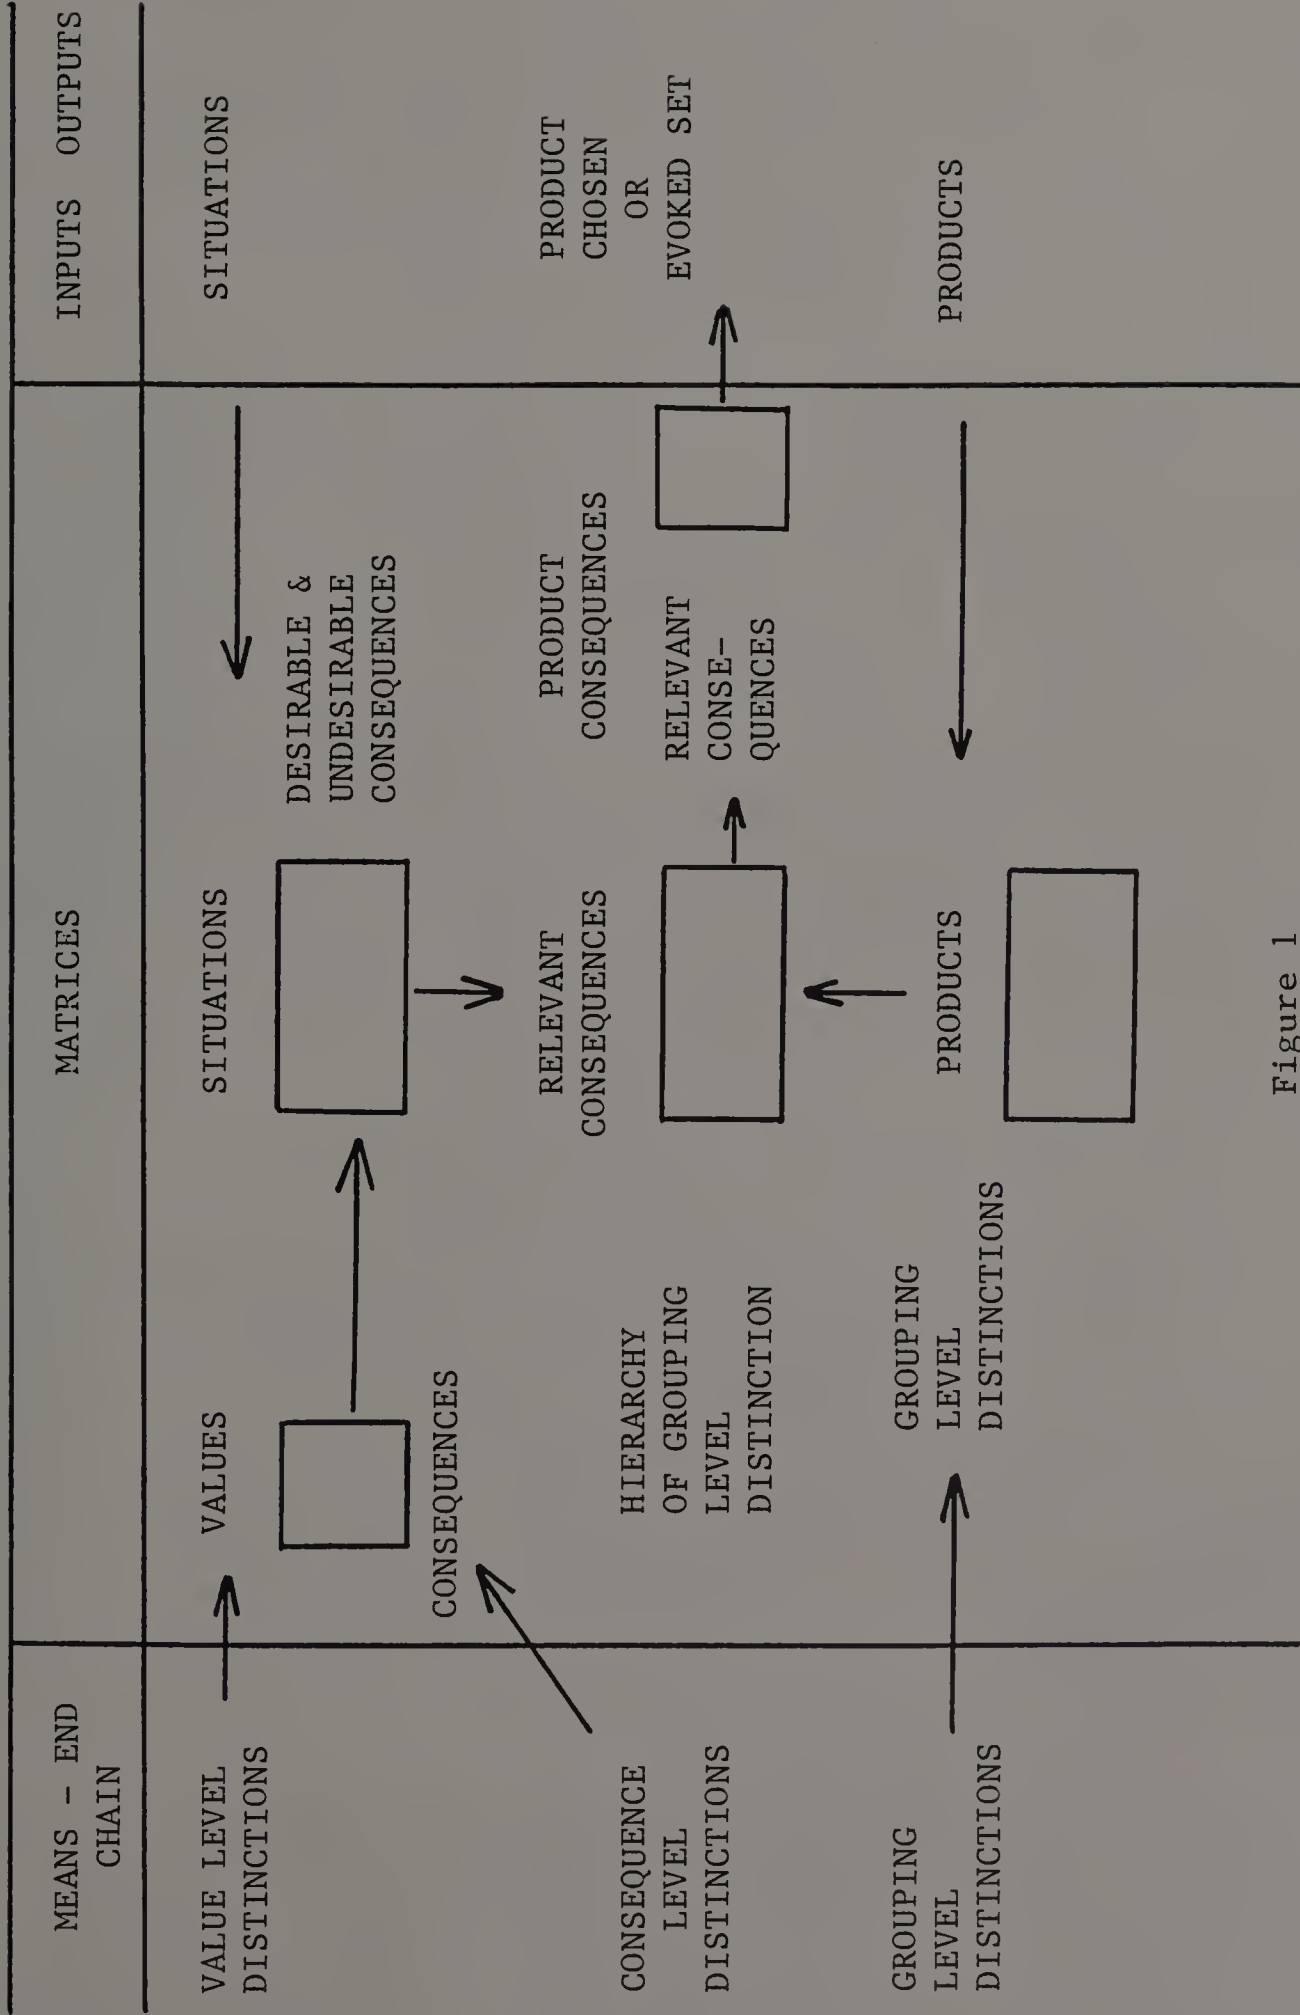 MEANS - END
CHAIN
MATRICES
INPUTS OUTPUTS
VALUE LEVEL
DISTINCTIONS
VALUES
CONSEQUENCES
SITUATIONS
DESIRABLE &
UNDESIRABLE
CONSEQUENCES
SITUATIONS
CONSEQUENCE
LEVEL
DISTINCTIONS
HIERARCHY
OF GROUPING
LEVEL
DISTINCTION
RELEVANT
CONSEQUENCES
PRODUCT
CONSEQUENCES
RELEVANT
CONSE-
QUENCES
PRODUCT
CHOSEN
OR
EVOKED SET
GROUPING
LEVEL
DISTINCTIONS
GROUPING
LEVEL
DISTINCTIONS
PRODUCTS
PRODUCTS
Figure 1